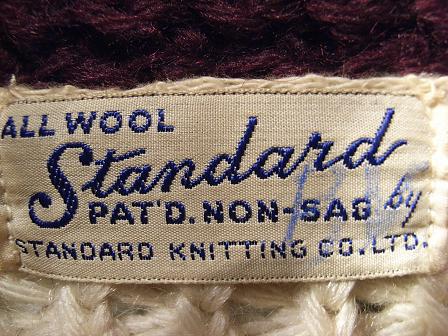 ALL WOOL
Standard
PAT'D. NON-SAG by
STANDARD KNITTING CO. LTD.